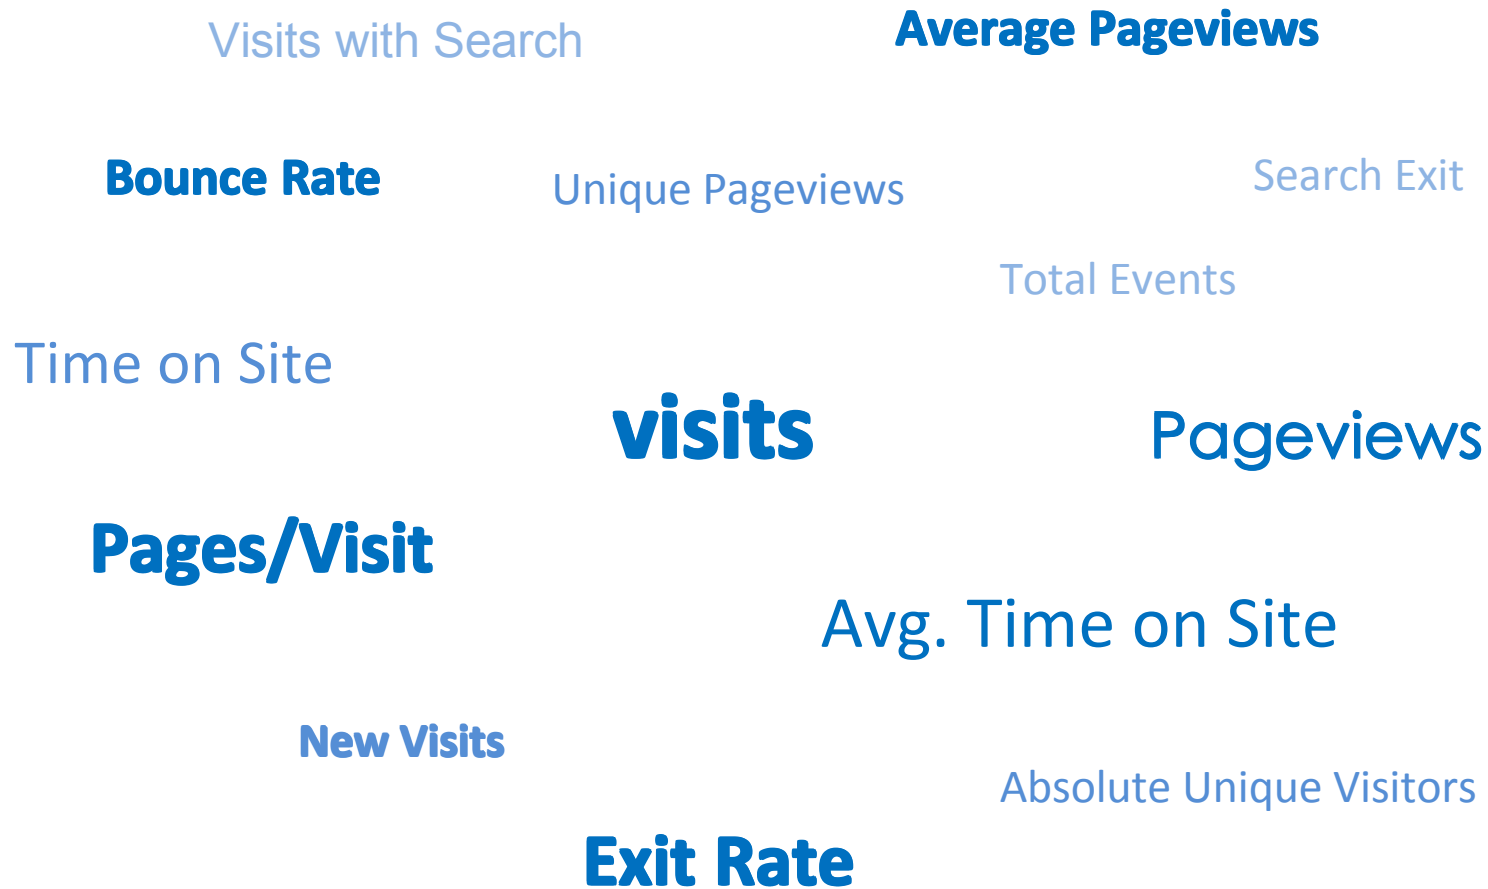 Visits with Search
Average Pageviews
Bounce Rate
Unique Pageviews
Search Exit
Total Events
Time on Site
visits
Pageviews
Pages/Visit
Avg. Time on Site
New Visits
Absolute Unique Visitors
Exit Rate